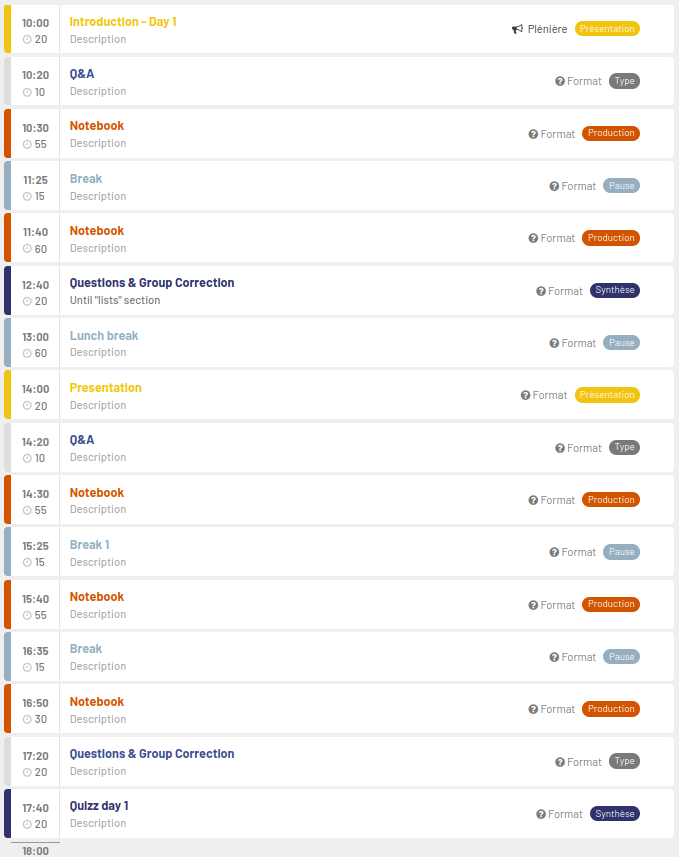 10:00 Introduction - Day 1 Plénière Présentation
20 Description
10:20 Q&A Format Type
10 Description
10:30 Notebook Format Production
55 Description
11:25 Break Format Pause
15 Description
11:40 Notebook Format Production
60 Description
12:40 Questions & Group Correction Format Synthèse
20 Until "lists" section
13:00 Lunch break Format Pause
60 Description
14:00 Presentation Format Présentation
20 Description
14:20 Q&A Format Type
10 Description
14:30 Notebook Format Production
55 Description
15:25 Break 1 Format Pause
15 Description
15:40 Notebook Format Production
55 Description
16:35 Break Format Pause
15 Description
16:50 Notebook Format Production
30 Description
17:20 Questions & Group Correction Format Type
20 Description
17:40 Quizz day 1 Format Synthèse
20 Description
18:00